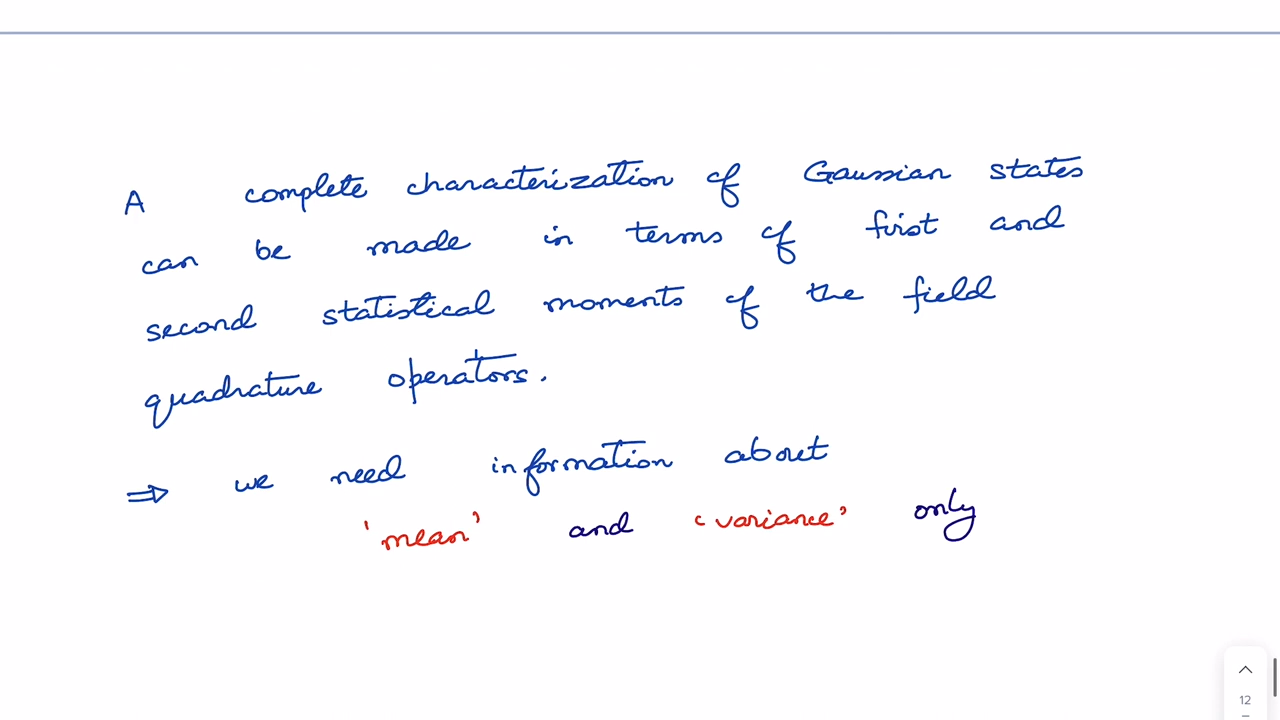 A complete characterization of Gaussian states
can be made in terms of first and
second statistical moments of the field
quadrature operators.
⇒ we need information about
'mean' and 'variance' only
12